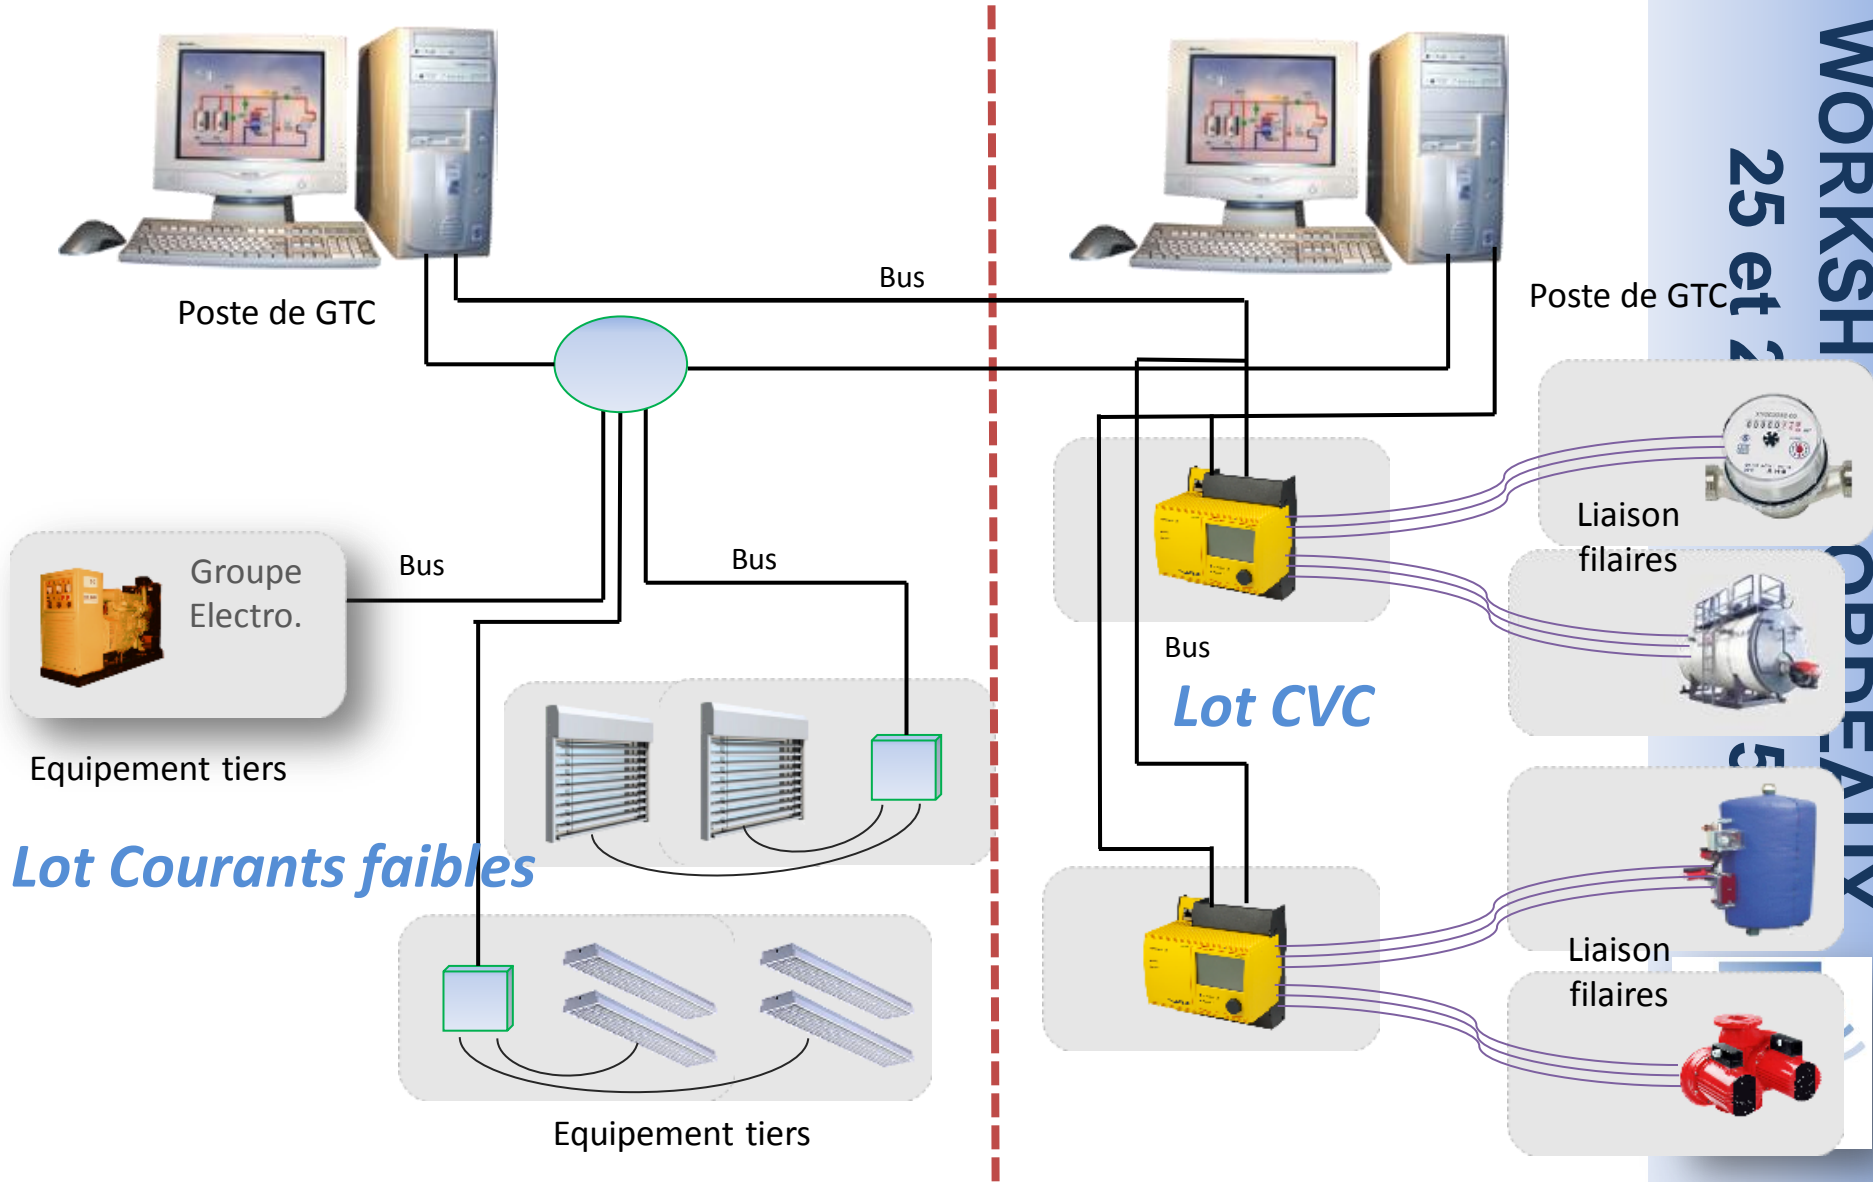 Poste de GTC
Bus
Poste de GTC
Groupe
Electro.
Bus
Bus
Equipement tiers
Lot Courants faibles
Equipement tiers
Liaison
filaires
Bus
Lot CVC
Liaison
filaires
WORKSH
25 et